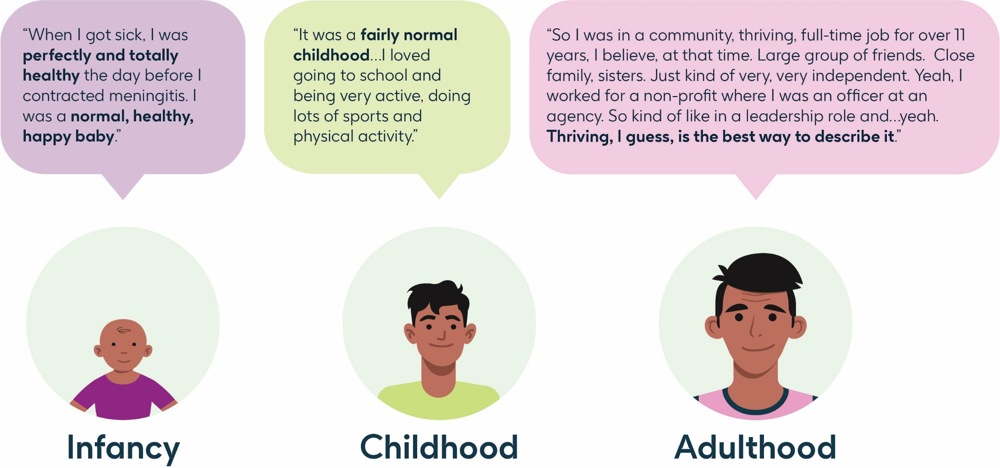 “When I got sick, I was
perfectly and totally
healthy the day before I
contracted meningitis. I
was a normal, healthy,
happy baby.”
“It was a fairly normal
childhood...I loved
going to school and
being very active, doing
lots of sports and
physical activity.”
“So I was in a community, thriving, full-time job for over 11
years, I believe, at that time. Large group of friends.  Close
family, sisters. Just kind of very, very independent. Yeah, I
worked for a non-profit where I was an officer at an
agency. So kind of like in a leadership role and...yeah.
Thriving, I guess, is the best way to describe it.”
Infancy
Childhood
Adulthood